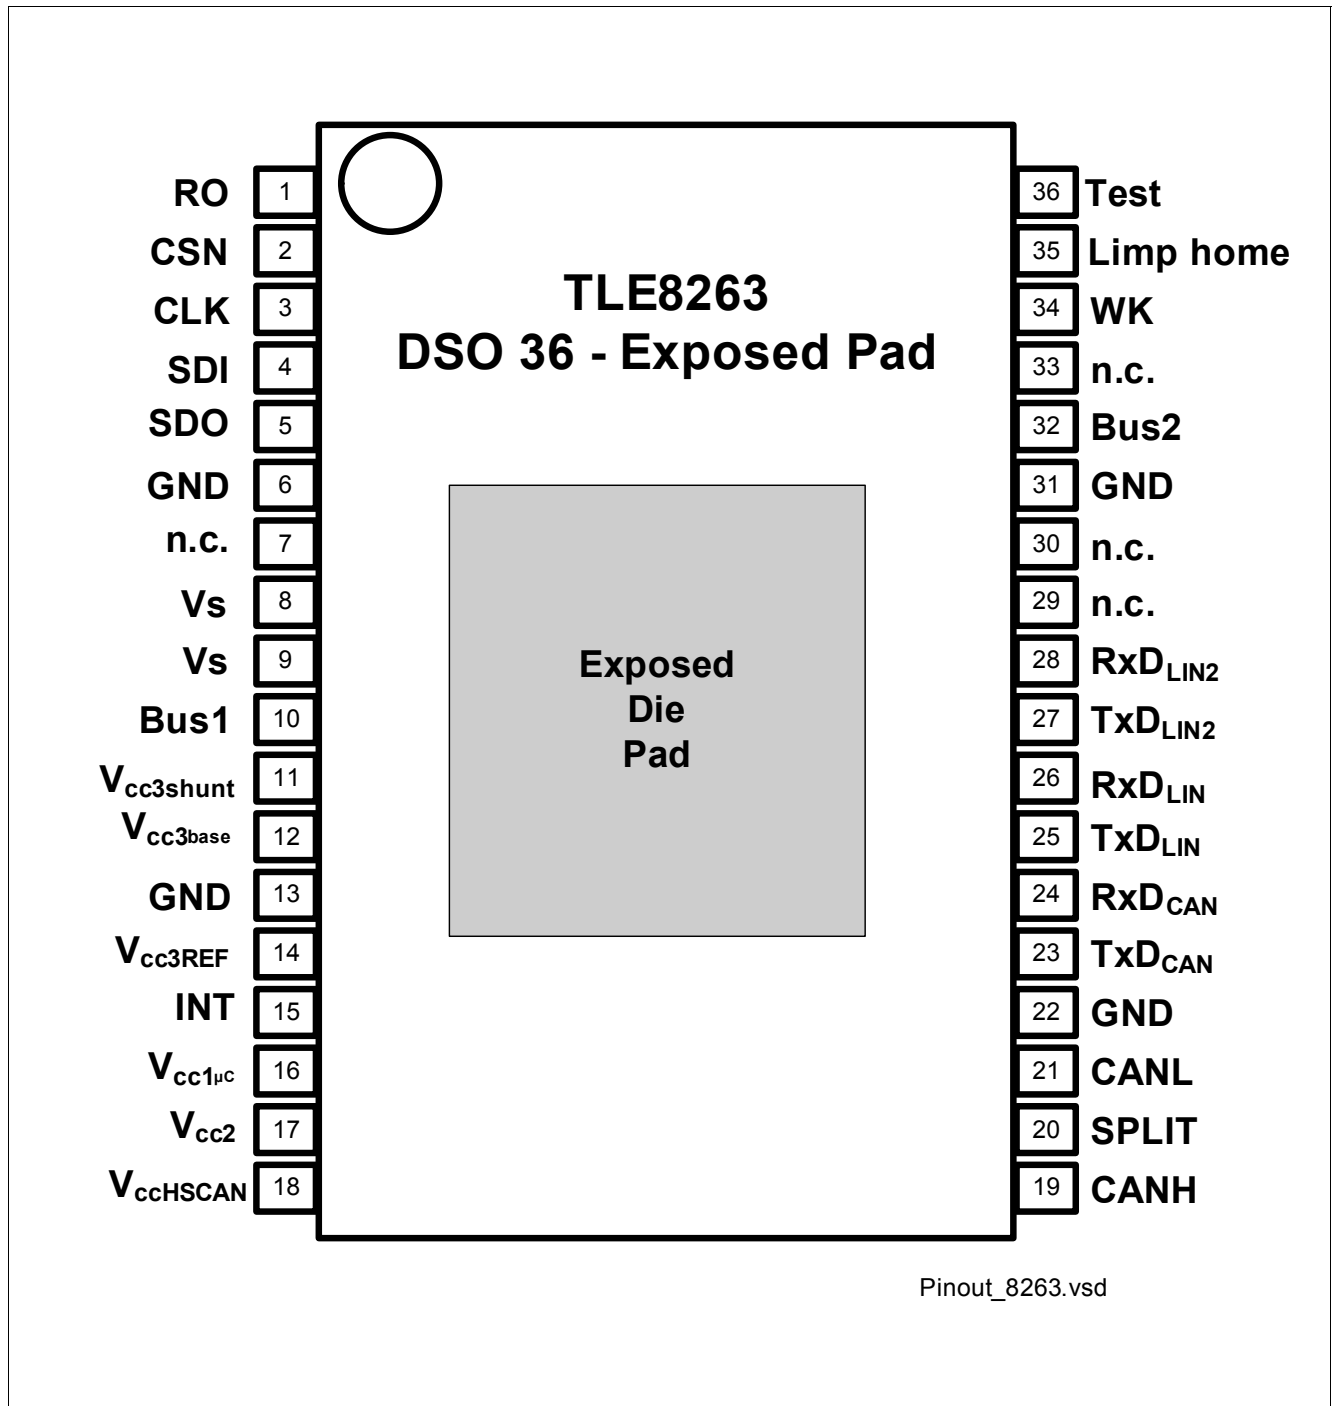 RO 1
CSN 2
CLK 3
SDI 4
SDO 5
GND 6
n.c. 7
Vs 8
Vs 9
Bus1 10
Vcc3shunt 11
Vcc3base 12
GND 13
Vcc3REF 14
INT 15
Vcc1µC 16
Vcc2 17
VccHSCAN 18
TLE8263
DSO 36 - Exposed Pad
Exposed
Die
Pad
36 Test
35 Limp home
34 WK
33 n.c.
32 Bus2
31 GND
30 n.c.
29 n.c.
28 RxDLIN2
27 TxDLIN2
26 RxDLIN
25 TxDLIN
24 RxDCAN
23 TxDCAN
22 GND
21 CANL
20 SPLIT
19 CANH
Pinout_8263.vsd